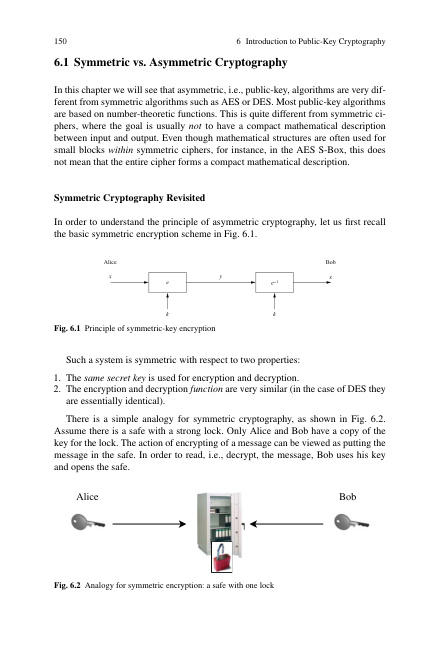 150 6 Introduction to Public-Key Cryptography
6.1 Symmetric vs. Asymmetric Cryptography
In this chapter we will see that asymmetric, i.e., public-key, algorithms are very dif-
ferent from symmetric algorithms such as AES or DES. Most public-key algorithms
are based on number-theoretic functions. This is quite different from symmetric ci-
phers, where the goal is usually not to have a compact mathematical description
between input and output. Even though mathematical structures are often used for
small blocks within symmetric ciphers, for instance, in the AES S-Box, this does
not mean that the entire cipher forms a compact mathematical description.
Symmetric Cryptography Revisited
In order to understand the principle of asymmetric cryptography, let us first recall
the basic symmetric encryption scheme in Fig. 6.1.
Alice Bob
x e y e⁻¹ x
k k
Fig. 6.1 Principle of symmetric-key encryption
Such a system is symmetric with respect to two properties:
1. The same secret key is used for encryption and decryption.
2. The encryption and decryption function are very similar (in the case of DES they
are essentially identical).
There is a simple analogy for symmetric cryptography, as shown in Fig. 6.2.
Assume there is a safe with a strong lock. Only Alice and Bob have a copy of the
key for the lock. The action of encrypting of a message can be viewed as putting the
message in the safe. In order to read, i.e., decrypt, the message, Bob uses his key
and opens the safe.
Alice Bob
Fig. 6.2 Analogy for symmetric encryption: a safe with one lock